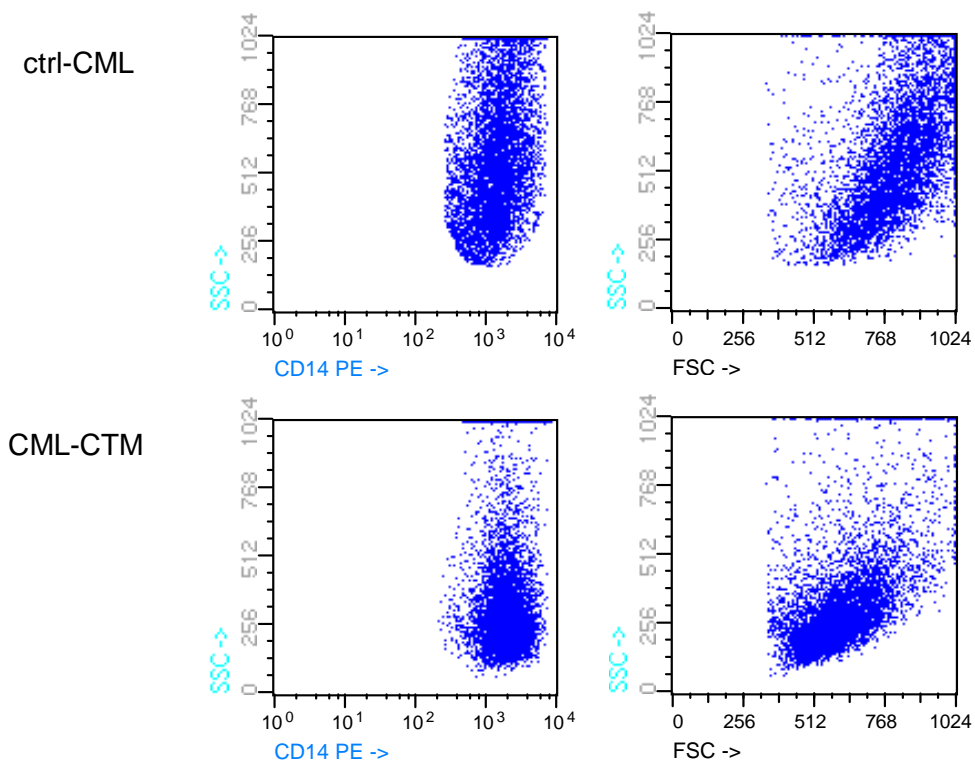 ctrl-CML
1024
768
512
256
0
SSC ->
10^0 10^1 10^2 10^3 10^4
CD14 PE ->
1024
768
512
256
0
SSC ->
0 256 512 768 1024
FSC ->
CML-CTM
1024
768
512
256
0
SSC ->
10^0 10^1 10^2 10^3 10^4
CD14 PE ->
1024
768
512
256
0
SSC ->
0 256 512 768 1024
FSC ->